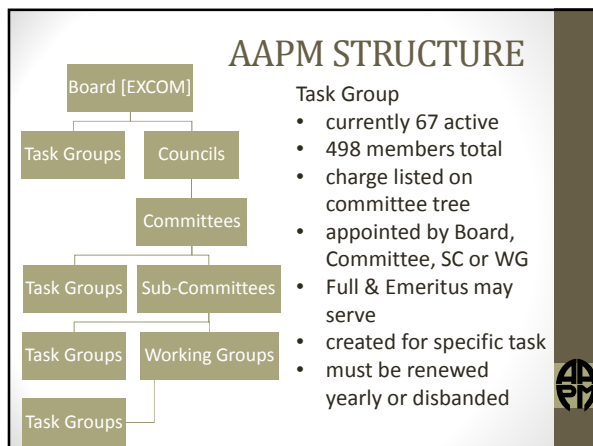 AAPM STRUCTURE
Board [EXCOM]
Task Groups
Councils
Committees
Task Groups
Sub-Committees
Task Groups
Working Groups
Task Groups
Task Group
• currently 67 active
• 498 members total
• charge listed on
committee tree
• appointed by Board,
Committee, SC or WG
• Full & Emeritus may
serve
• created for specific task
• must be renewed
yearly or disbanded
AA
PM